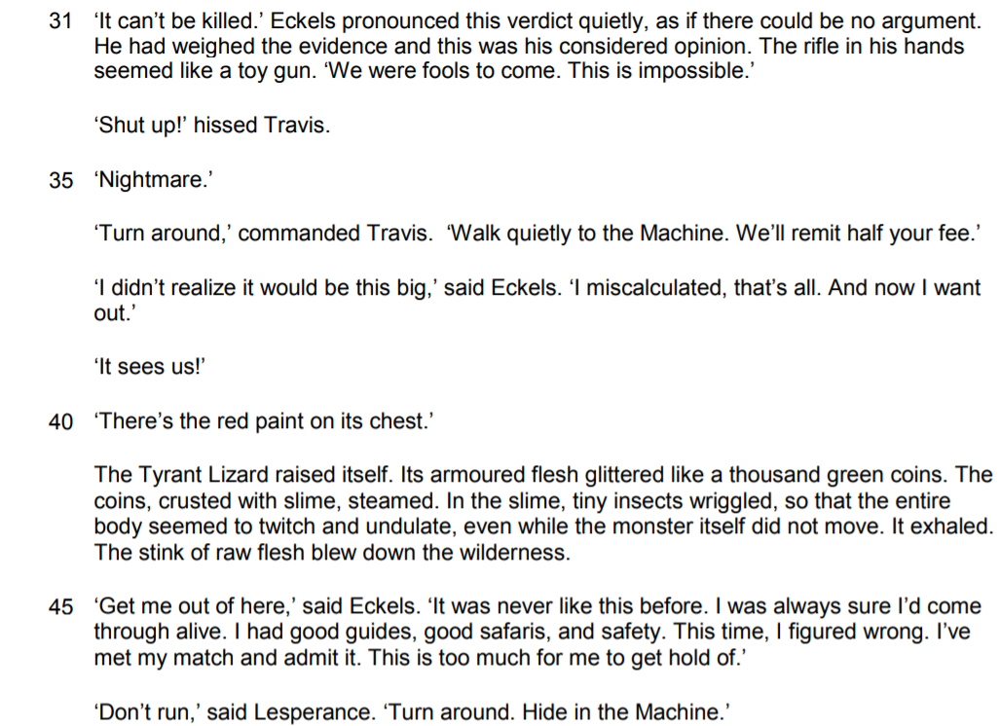 31 ‘It can’t be killed.’ Eckels pronounced this verdict quietly, as if there could be no argument.
He had weighed the evidence and this was his considered opinion. The rifle in his hands
seemed like a toy gun. ‘We were fools to come. This is impossible.’
‘Shut up!’ hissed Travis.
35 ‘Nightmare.’
‘Turn around,’ commanded Travis.  ‘Walk quietly to the Machine. We’ll remit half your fee.’
‘I didn’t realize it would be this big,’ said Eckels. ‘I miscalculated, that’s all. And now I want
out.’
‘It sees us!’
40 ‘There’s the red paint on its chest.’
The Tyrant Lizard raised itself. Its armoured flesh glittered like a thousand green coins. The
coins, crusted with slime, steamed. In the slime, tiny insects wriggled, so that the entire
body seemed to twitch and undulate, even while the monster itself did not move. It exhaled.
The stink of raw flesh blew down the wilderness.
45 ‘Get me out of here,’ said Eckels. ‘It was never like this before. I was always sure I’d come
through alive. I had good guides, good safaris, and safety. This time, I figured wrong. I’ve
met my match and admit it. This is too much for me to get hold of.’
‘Don’t run,’ said Lesperance. ‘Turn around. Hide in the Machine.’